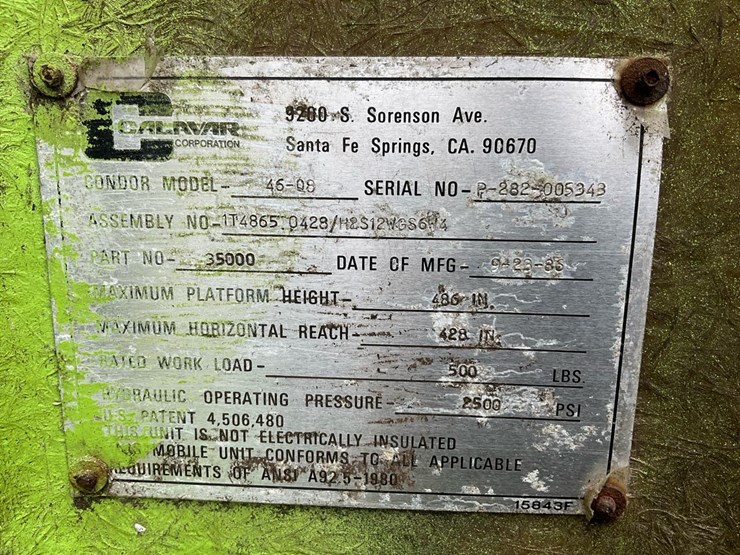 CALAVAR
CORPORATION
9200 S. Sorenson Ave.
Santa Fe Springs, CA. 90670
CONDOR MODEL- 46-08 SERIAL NO- P-282-005343
ASSEMBLY NO-
PART NO- 35000 DATE OF MFG-
MAXIMUM PLATFORM HEIGHT- 486 IN.
MAXIMUM HORIZONTAL REACH- 428 IN.
RATED WORK LOAD- 500 LBS.
HYDRAULIC OPERATING PRESSURE- 2500 PSI
U.S. PATENT 4,506,480
THIS UNIT IS NOT ELECTRICALLY INSULATED
MOBILE UNIT CONFORMS TO ALL APPLICABLE
REQUIREMENTS OF ANSI A92.5-1980
15843F